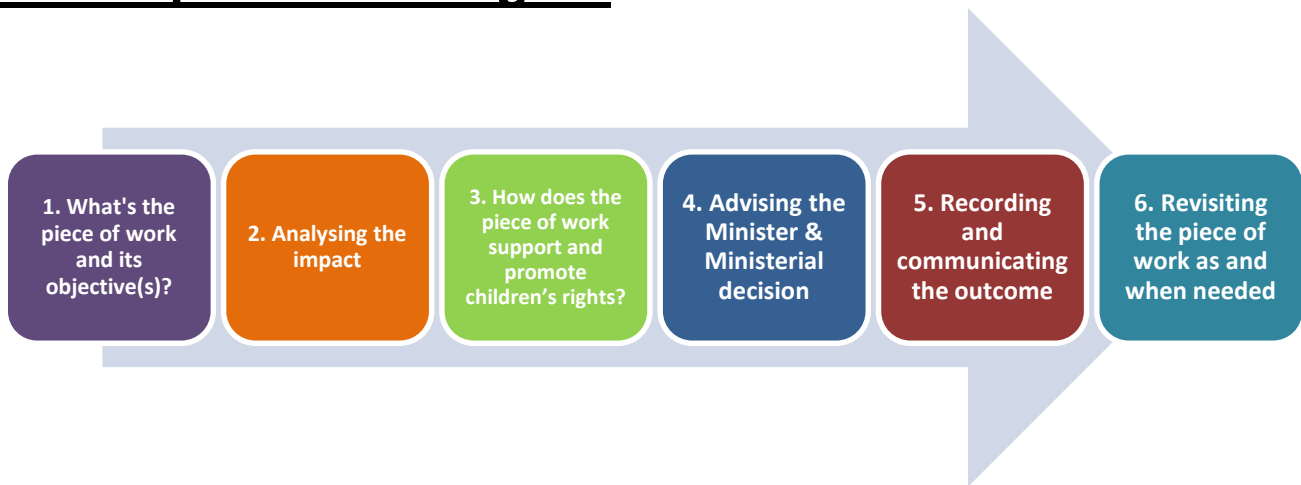 1. What's the
piece of work
and its
objective(s)?
2. Analysing the
impact
3. How does the
piece of work
support and
promote
children’s rights?
4. Advising the
Minister &
Ministerial
decision
5. Recording
and
communicating
the outcome
6. Revisiting
the piece of
work as and
when needed